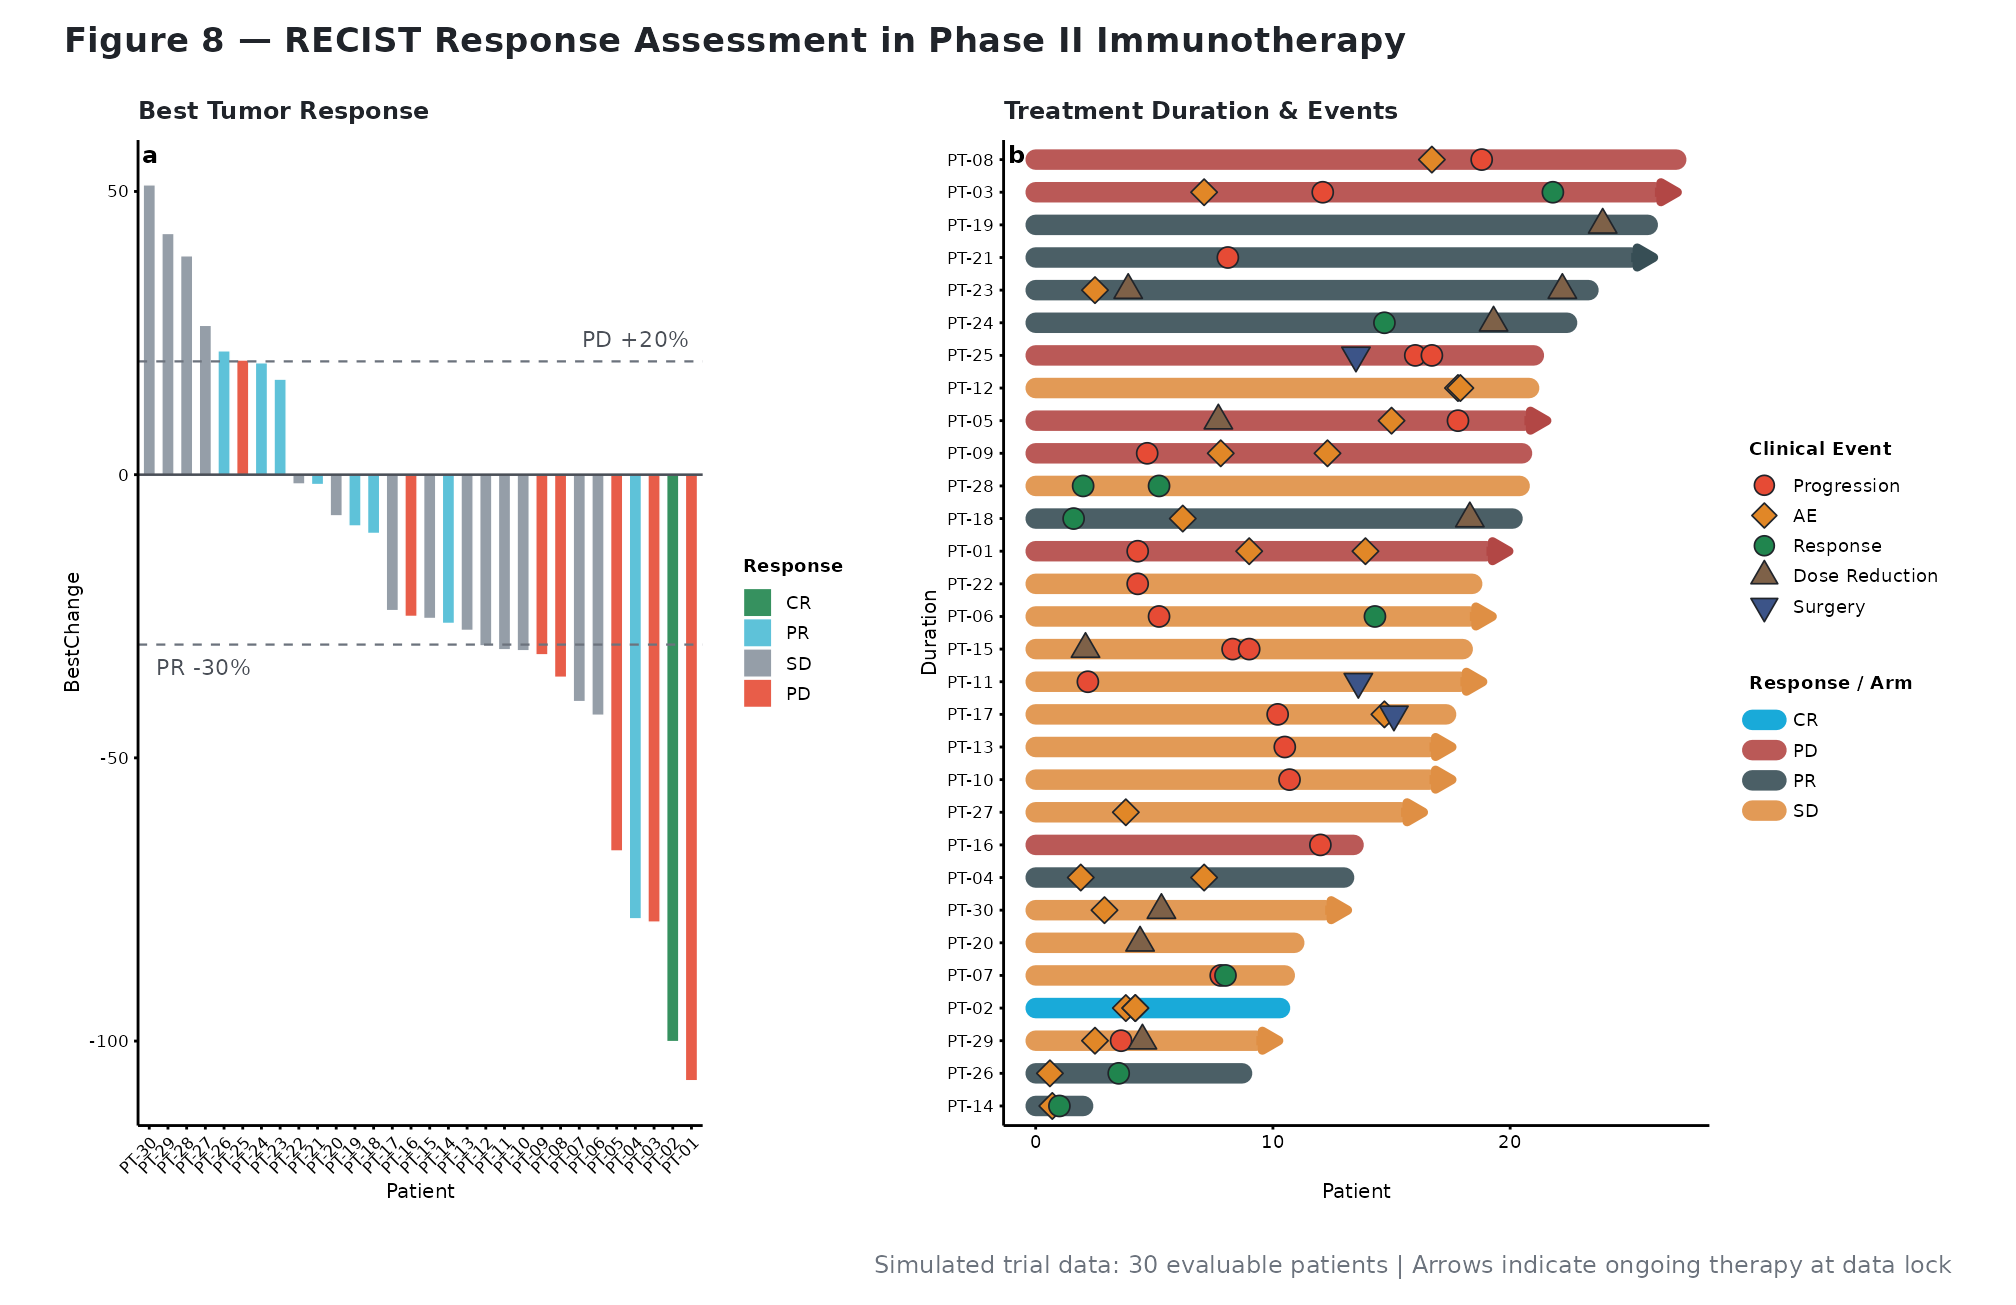 Figure 8 — RECIST Response Assessment in Phase II Immunotherapy
Best Tumor Response
a
50
0
-50
-100
BestChange
PD +20%
PR -30%
PT-30
PT-29
PT-28
PT-27
PT-26
PT-25
PT-24
PT-23
PT-22
PT-21
PT-20
PT-19
PT-18
PT-17
PT-16
PT-15
PT-14
PT-13
PT-12
PT-11
PT-10
PT-09
PT-08
PT-07
PT-06
PT-05
PT-04
PT-03
PT-02
PT-01
Patient
Response
CR
PR
SD
PD
Treatment Duration & Events
b
PT-08
PT-03
PT-19
PT-21
PT-23
PT-24
PT-25
PT-12
PT-05
PT-09
PT-28
PT-18
PT-01
PT-22
PT-06
PT-15
PT-11
PT-17
PT-13
PT-10
PT-27
PT-16
PT-04
PT-30
PT-20
PT-07
PT-02
PT-29
PT-26
PT-14
Duration
0
10
20
Patient
Clinical Event
Progression
AE
Response
Dose Reduction
Surgery
Response / Arm
CR
PD
PR
SD
Simulated trial data: 30 evaluable patients | Arrows indicate ongoing therapy at data lock